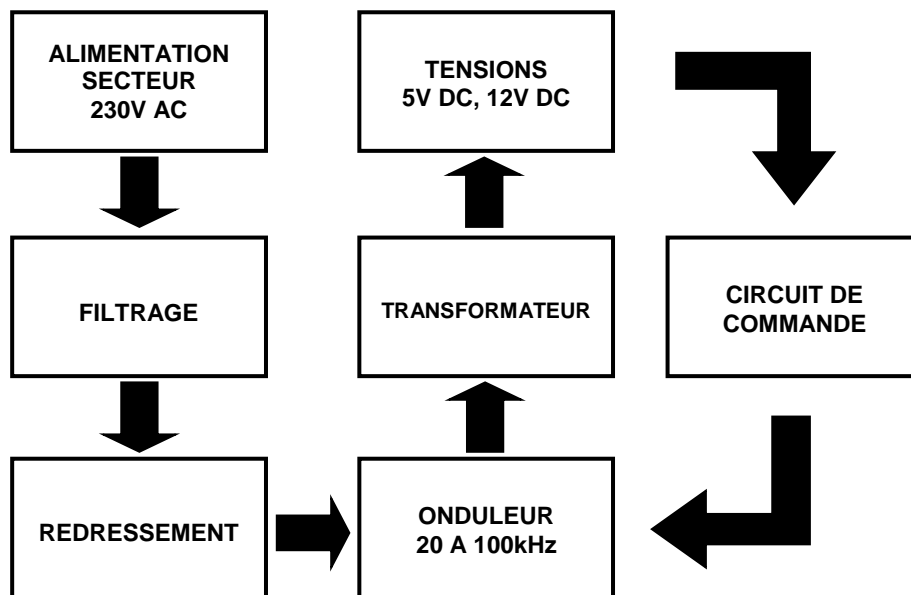 ALIMENTATION
SECTEUR
230V AC
TENSIONS
5V DC, 12V DC
FILTRAGE
TRANSFORMATEUR
CIRCUIT DE
COMMANDE
REDRESSEMENT
ONDULEUR
20 A 100kHz